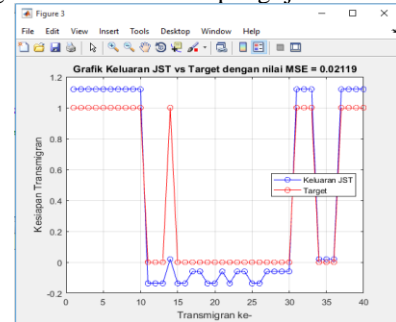 Figure 3
File Edit View Insert Tools Desktop Window Help
Grafik Keluaran JST vs Target dengan nilai MSE = 0.02119
1.2
1
0.8
0.6
0.4
0.2
0
-0.2
Kesiapan Transmigran
Keluaran JST
Target
0 5 10 15 20 25 30 35 40
Transmigran ke-